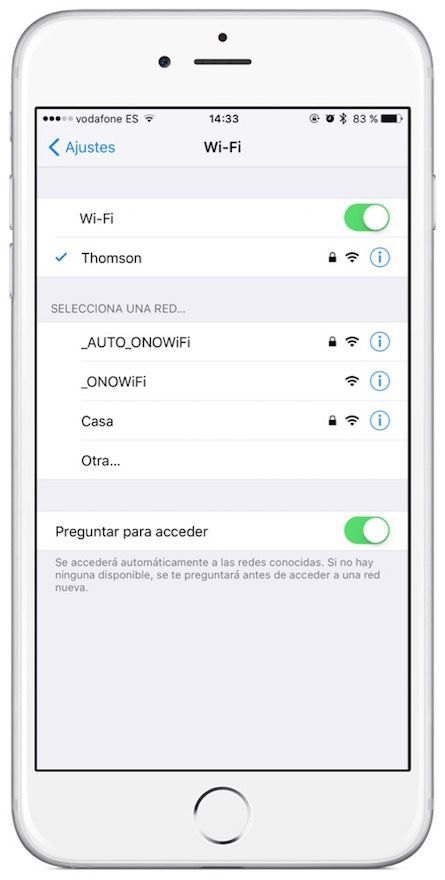 vodafone ES 14:33 83 %
Ajustes Wi-Fi
Wi-Fi
Thomson
SELECCIONA UNA RED...
_AUTO_ONOWiFi
_ONOWiFi
Casa
Otra...
Preguntar para acceder
Se accederá automáticamente a las redes conocidas. Si no hay
ninguna disponible, se te preguntará antes de acceder a una red
nueva.